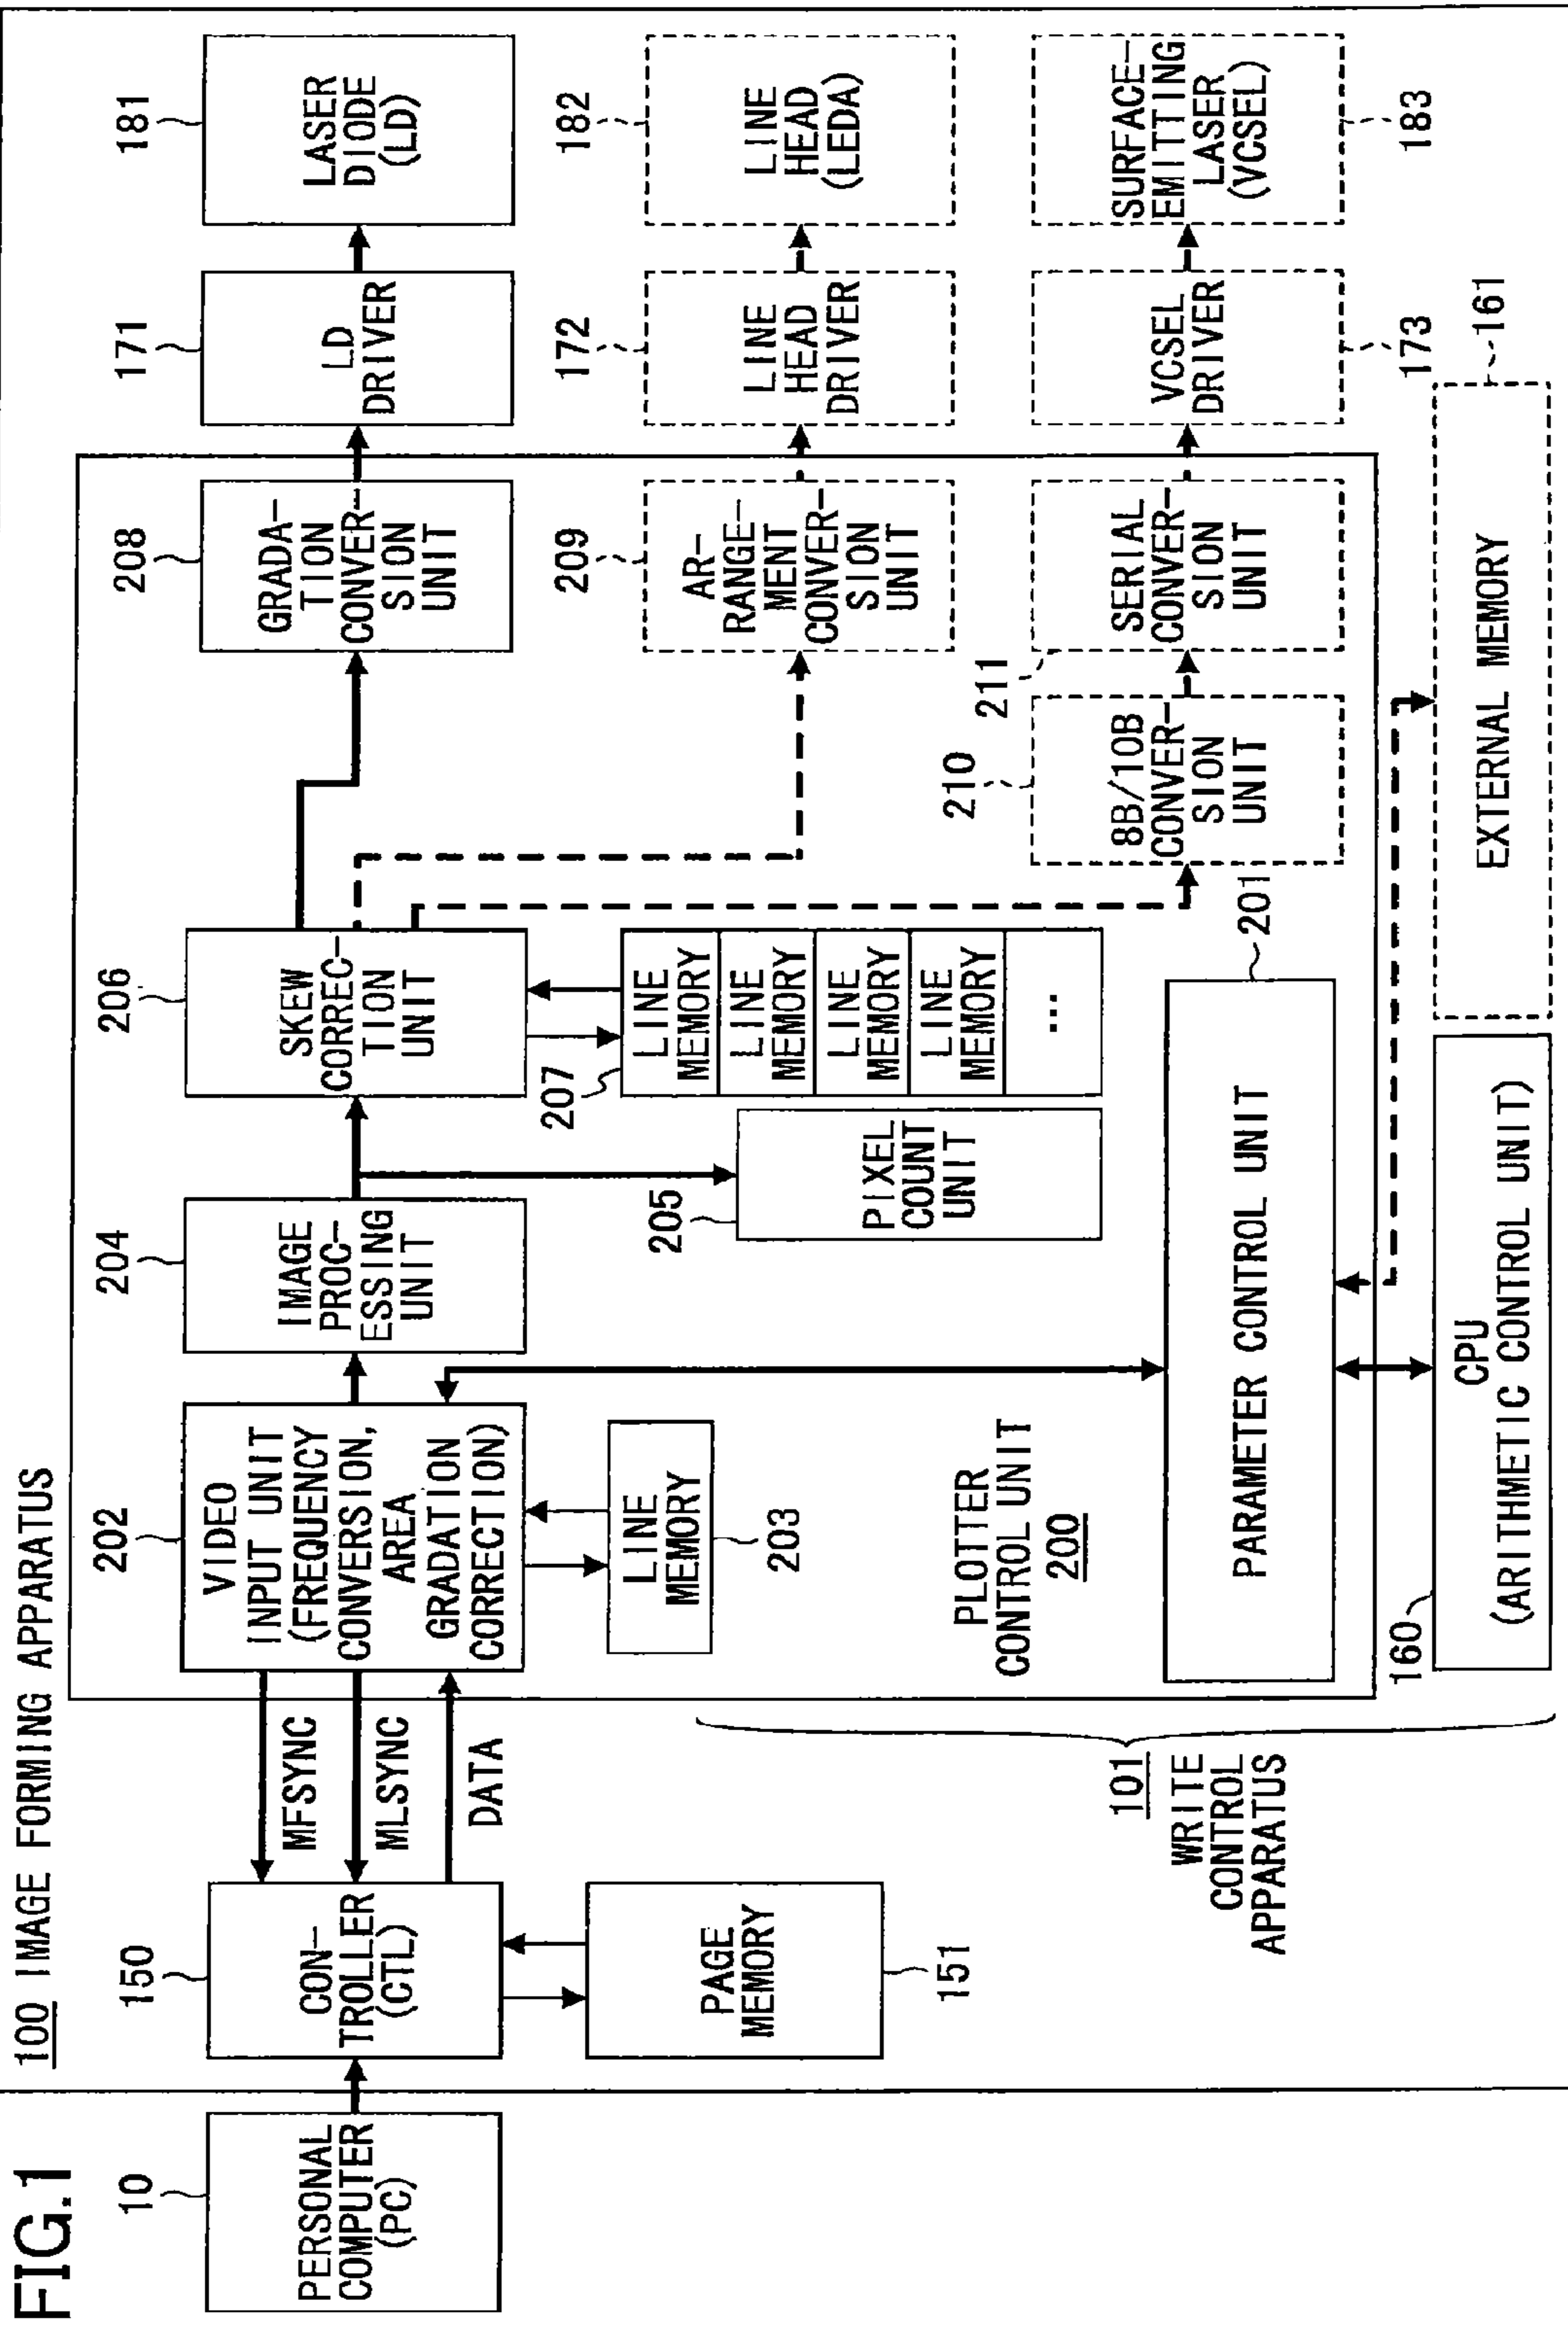 FIG.1
100 IMAGE FORMING APPARATUS
10
PERSONAL
COMPUTER
(PC)
150
CON-
TROLLER
(CTL)
PAGE
MEMORY
151
MFSYNC
MLSYNC
DATA
101
WRITE
CONTROL
APPARATUS
202
VIDEO
INPUT UNIT
(FREQUENCY
CONVERSION,
AREA
GRADATION
CORRECTION)
LINE
MEMORY
203
PLOTTER
CONTROL UNIT
200
204
IMAGE
PROC-
ESSING
UNIT
205
PIXEL
COUNT
UNIT
206
SKEW
CORREC-
TION
UNIT
207
LINE
MEMORY
LINE
MEMORY
LINE
MEMORY
LINE
MEMORY
...
201
PARAMETER CONTROL UNIT
160
CPU
(ARITHMETIC CONTROL UNIT)
208
GRADA-
TION
CONVER-
SION
UNIT
209
AR-
RANGE-
MENT
CONVER-
SION
UNIT
210
8B/10B
CONVER-
SION
UNIT
211
SERIAL
CONVER-
SION
UNIT
EXTERNAL MEMORY
161
171
LD
DRIVER
172
LINE
HEAD
DRIVER
VCSEL
DRIVER
173
181
LASER
DIODE
(LD)
182
LINE
HEAD
(LEDA)
SURFACE-
EMITTING
LASER
(VCSEL)
183